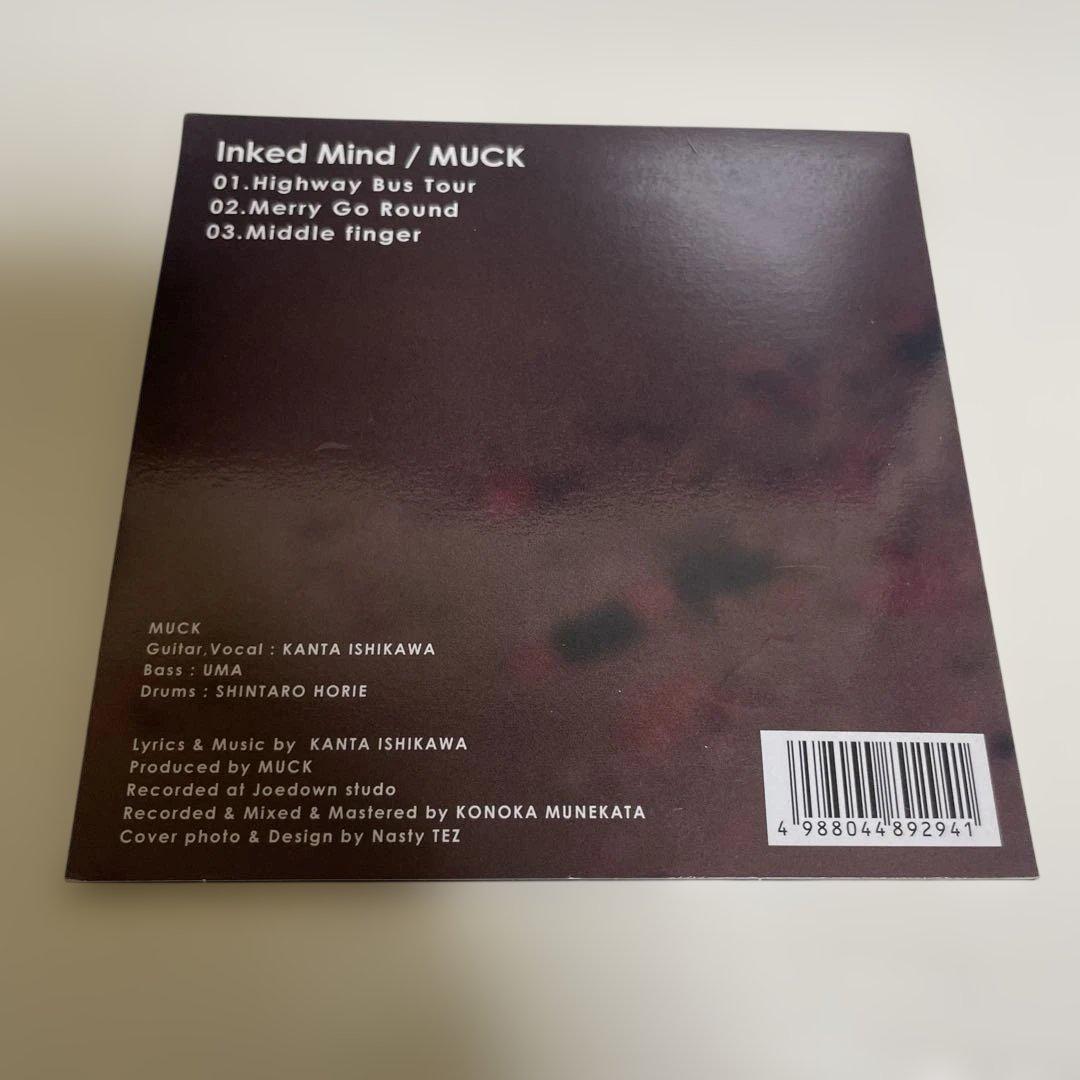 Inked Mind / MUCK
01.Highway Bus Tour
02.Merry Go Round
03.Middle finger
MUCK
Guitar,Vocal : KANTA ISHIKAWA
Bass : UMA
Drums : SHINTARO HORIE
Lyrics & Music by KANTA ISHIKAWA
Produced by MUCK
Recorded at Joedown studo
Recorded & Mixed & Mastered by KONOKA MUNEKATA
Cover photo & Design by Nasty TEZ
4 988044 892941